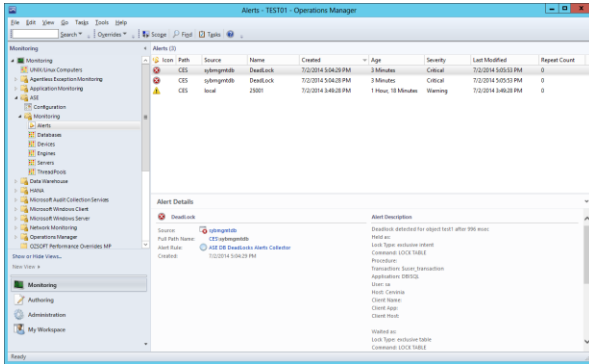 Alerts - TEST01 - Operations Manager
File Edit View Go Tasks Tools Help
Search Overrides Scope Find Tasks
Monitoring
Monitoring
UNIX/Linux Computers
Agentless Exception Monitoring
Application Monitoring
ASE
Configuration
Monitoring
Alerts
Databases
Devices
Engines
Servers
ThreadPools
Data Warehouse
HANA
Microsoft Audit Collection Services
Microsoft Windows Client
Microsoft Windows Server
Network Monitoring
Operations Manager
OZSOFT Performance Overrides MP
Show or Hide Views...
New View
Monitoring
Authoring
Administration
My Workspace
Ready
Alerts (3)
Icon Path Source Name Created Age Severity Last Modified Repeat Count
CES sybmgmtdb DeadLock 7/2/2014 5:04:29 PM 3 Minutes Critical 7/2/2014 5:05:53 PM 0
CES sybmgmtdb DeadLock 7/2/2014 5:04:29 PM 3 Minutes Critical 7/2/2014 5:05:53 PM 0
CES local 25001 7/2/2014 3:49:28 PM 1 Hour, 18 Minutes Warning 7/2/2014 3:49:28 PM 0
Alert Details
DeadLock
Source: sybmgmtdb
Full Path Name: CES\sybmgmtdb
Alert Rule: ASE DB DeadLocks Alerts Collector
Created: 7/2/2014 5:04:29 PM
Alert Description
Deadlock detected for object test1 after 996 msec
Held as:
Lock Type: exclusive intent
Command: LOCK TABLE
Procedure:
Transaction: $user_transaction
Application: DBISQL
User: sa
Host:
Client Name:
Client App:
Client Host:
Waited as:
Lock Type: exclusive table
Command: LOCK TABLE